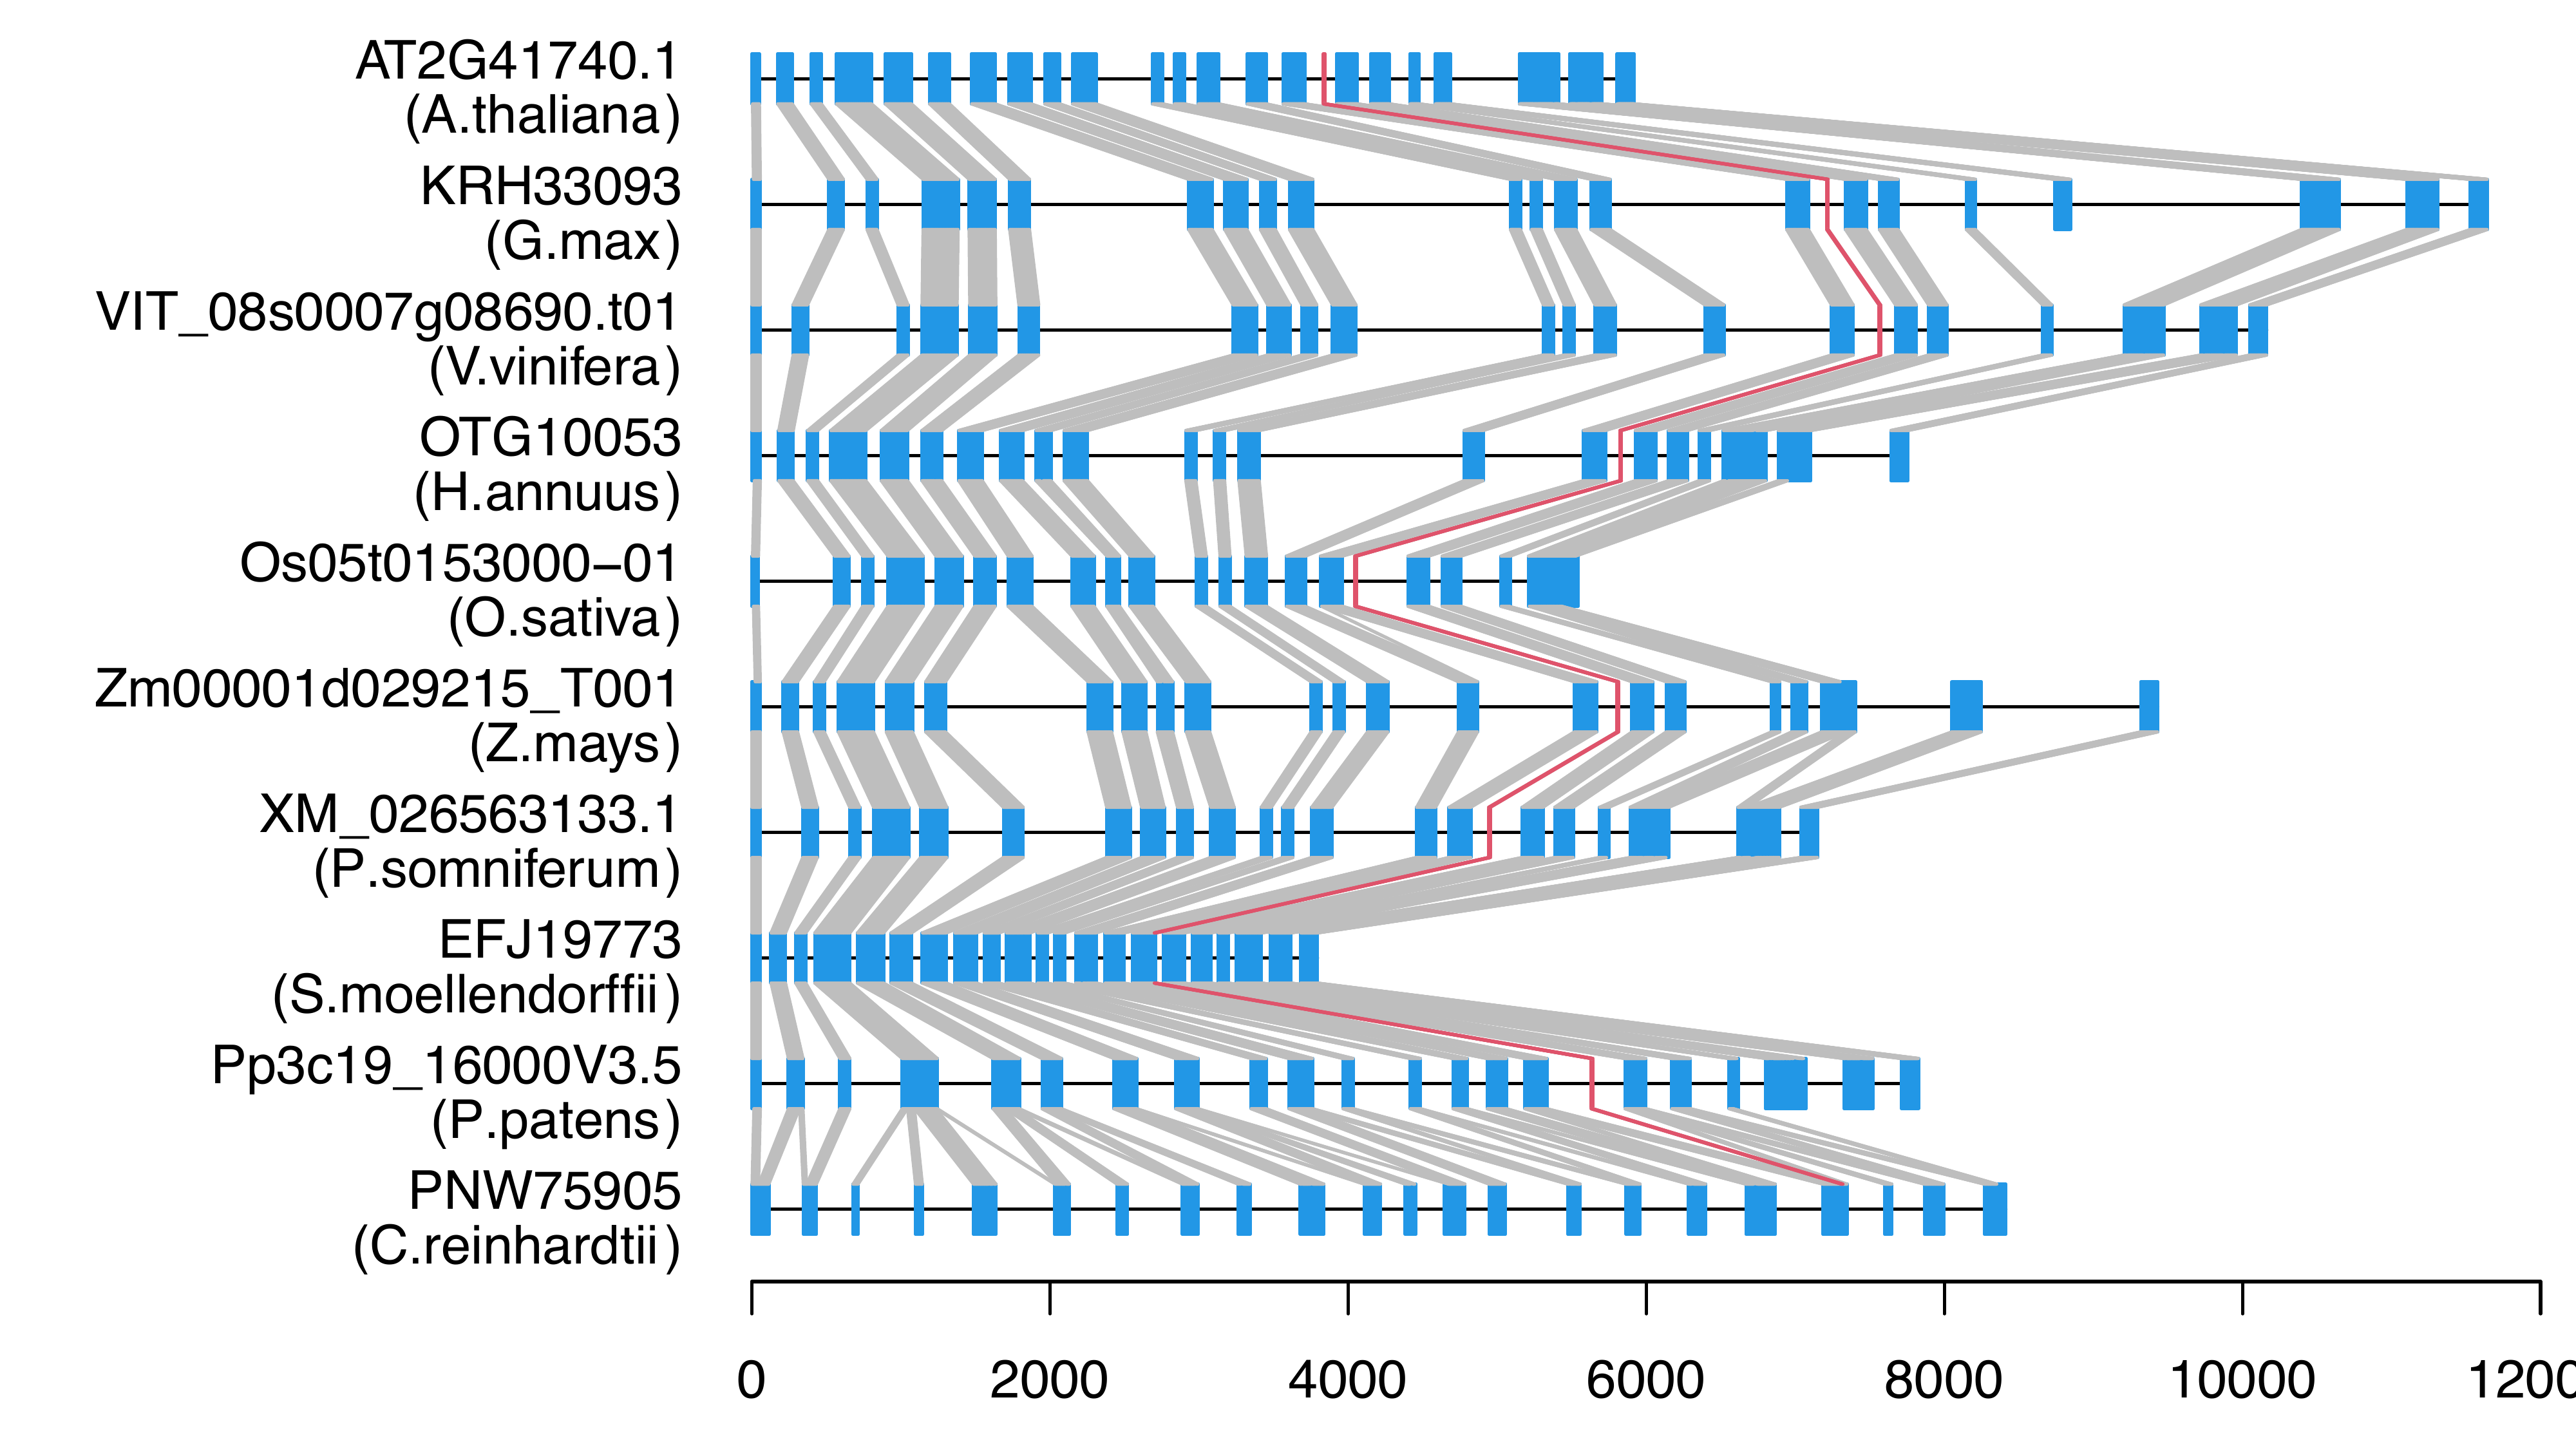 AT2G41740.1
(A.thaliana)
KRH33093
(G.max)
VIT_08s0007g08690.t01
(V.vinifera)
OTG10053
(H.annuus)
Os05t0153000−01
(O.sativa)
Zm00001d029215_T001
(Z.mays)
XM_026563133.1
(P.somniferum)
EFJ19773
(S.moellendorffii)
Pp3c19_16000V3.5
(P.patens)
PNW75905
(C.reinhardtii)
0 2000 4000 6000 8000 10000 1200